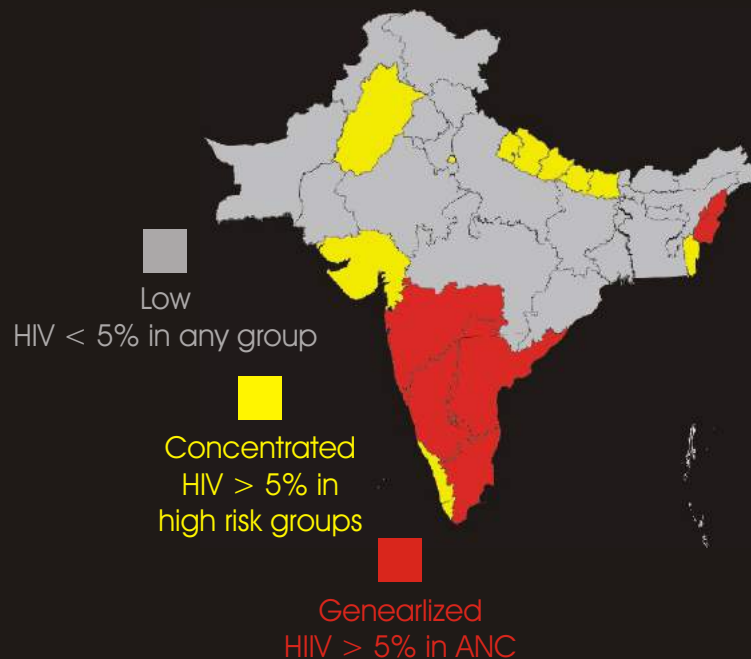 Low
HIV < 5% in any group
Concentrated
HIV > 5% in
high risk groups
Genearlized
HIIV > 5% in ANC